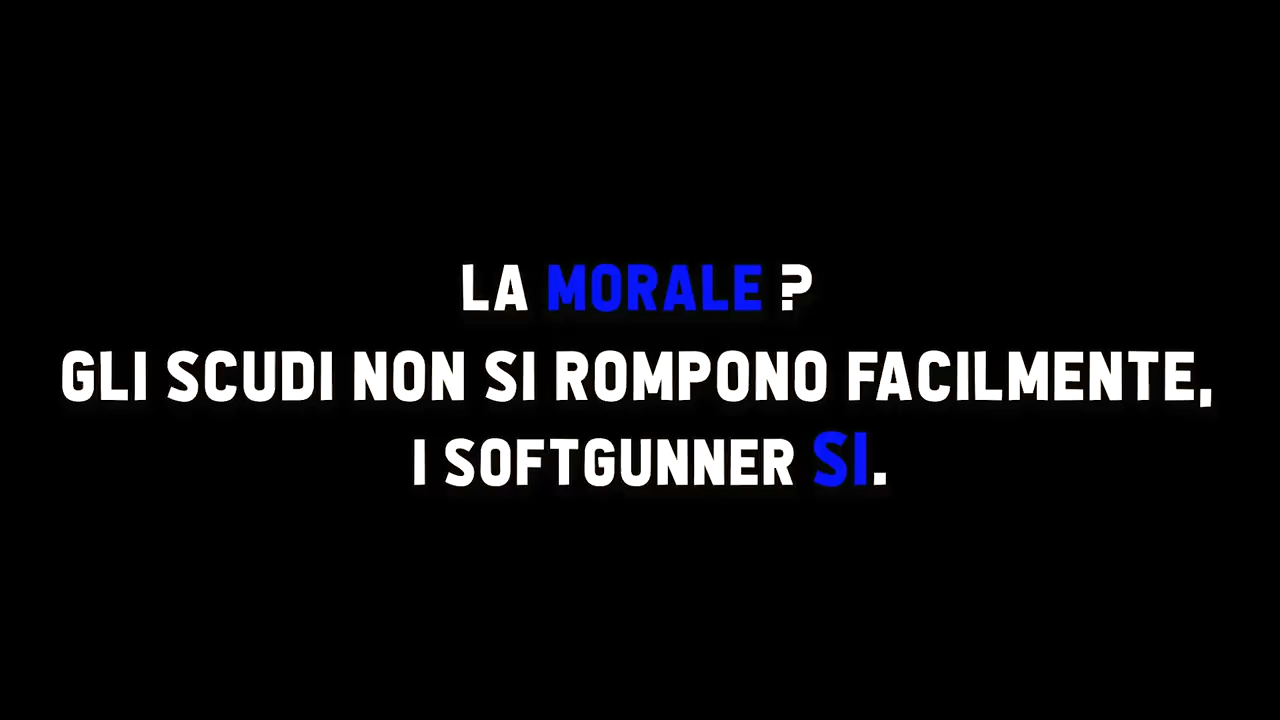 LA MORALE ?
GLI SCUDI NON SI ROMPONO FACILMENTE,
I SOFTGUNNER SI.